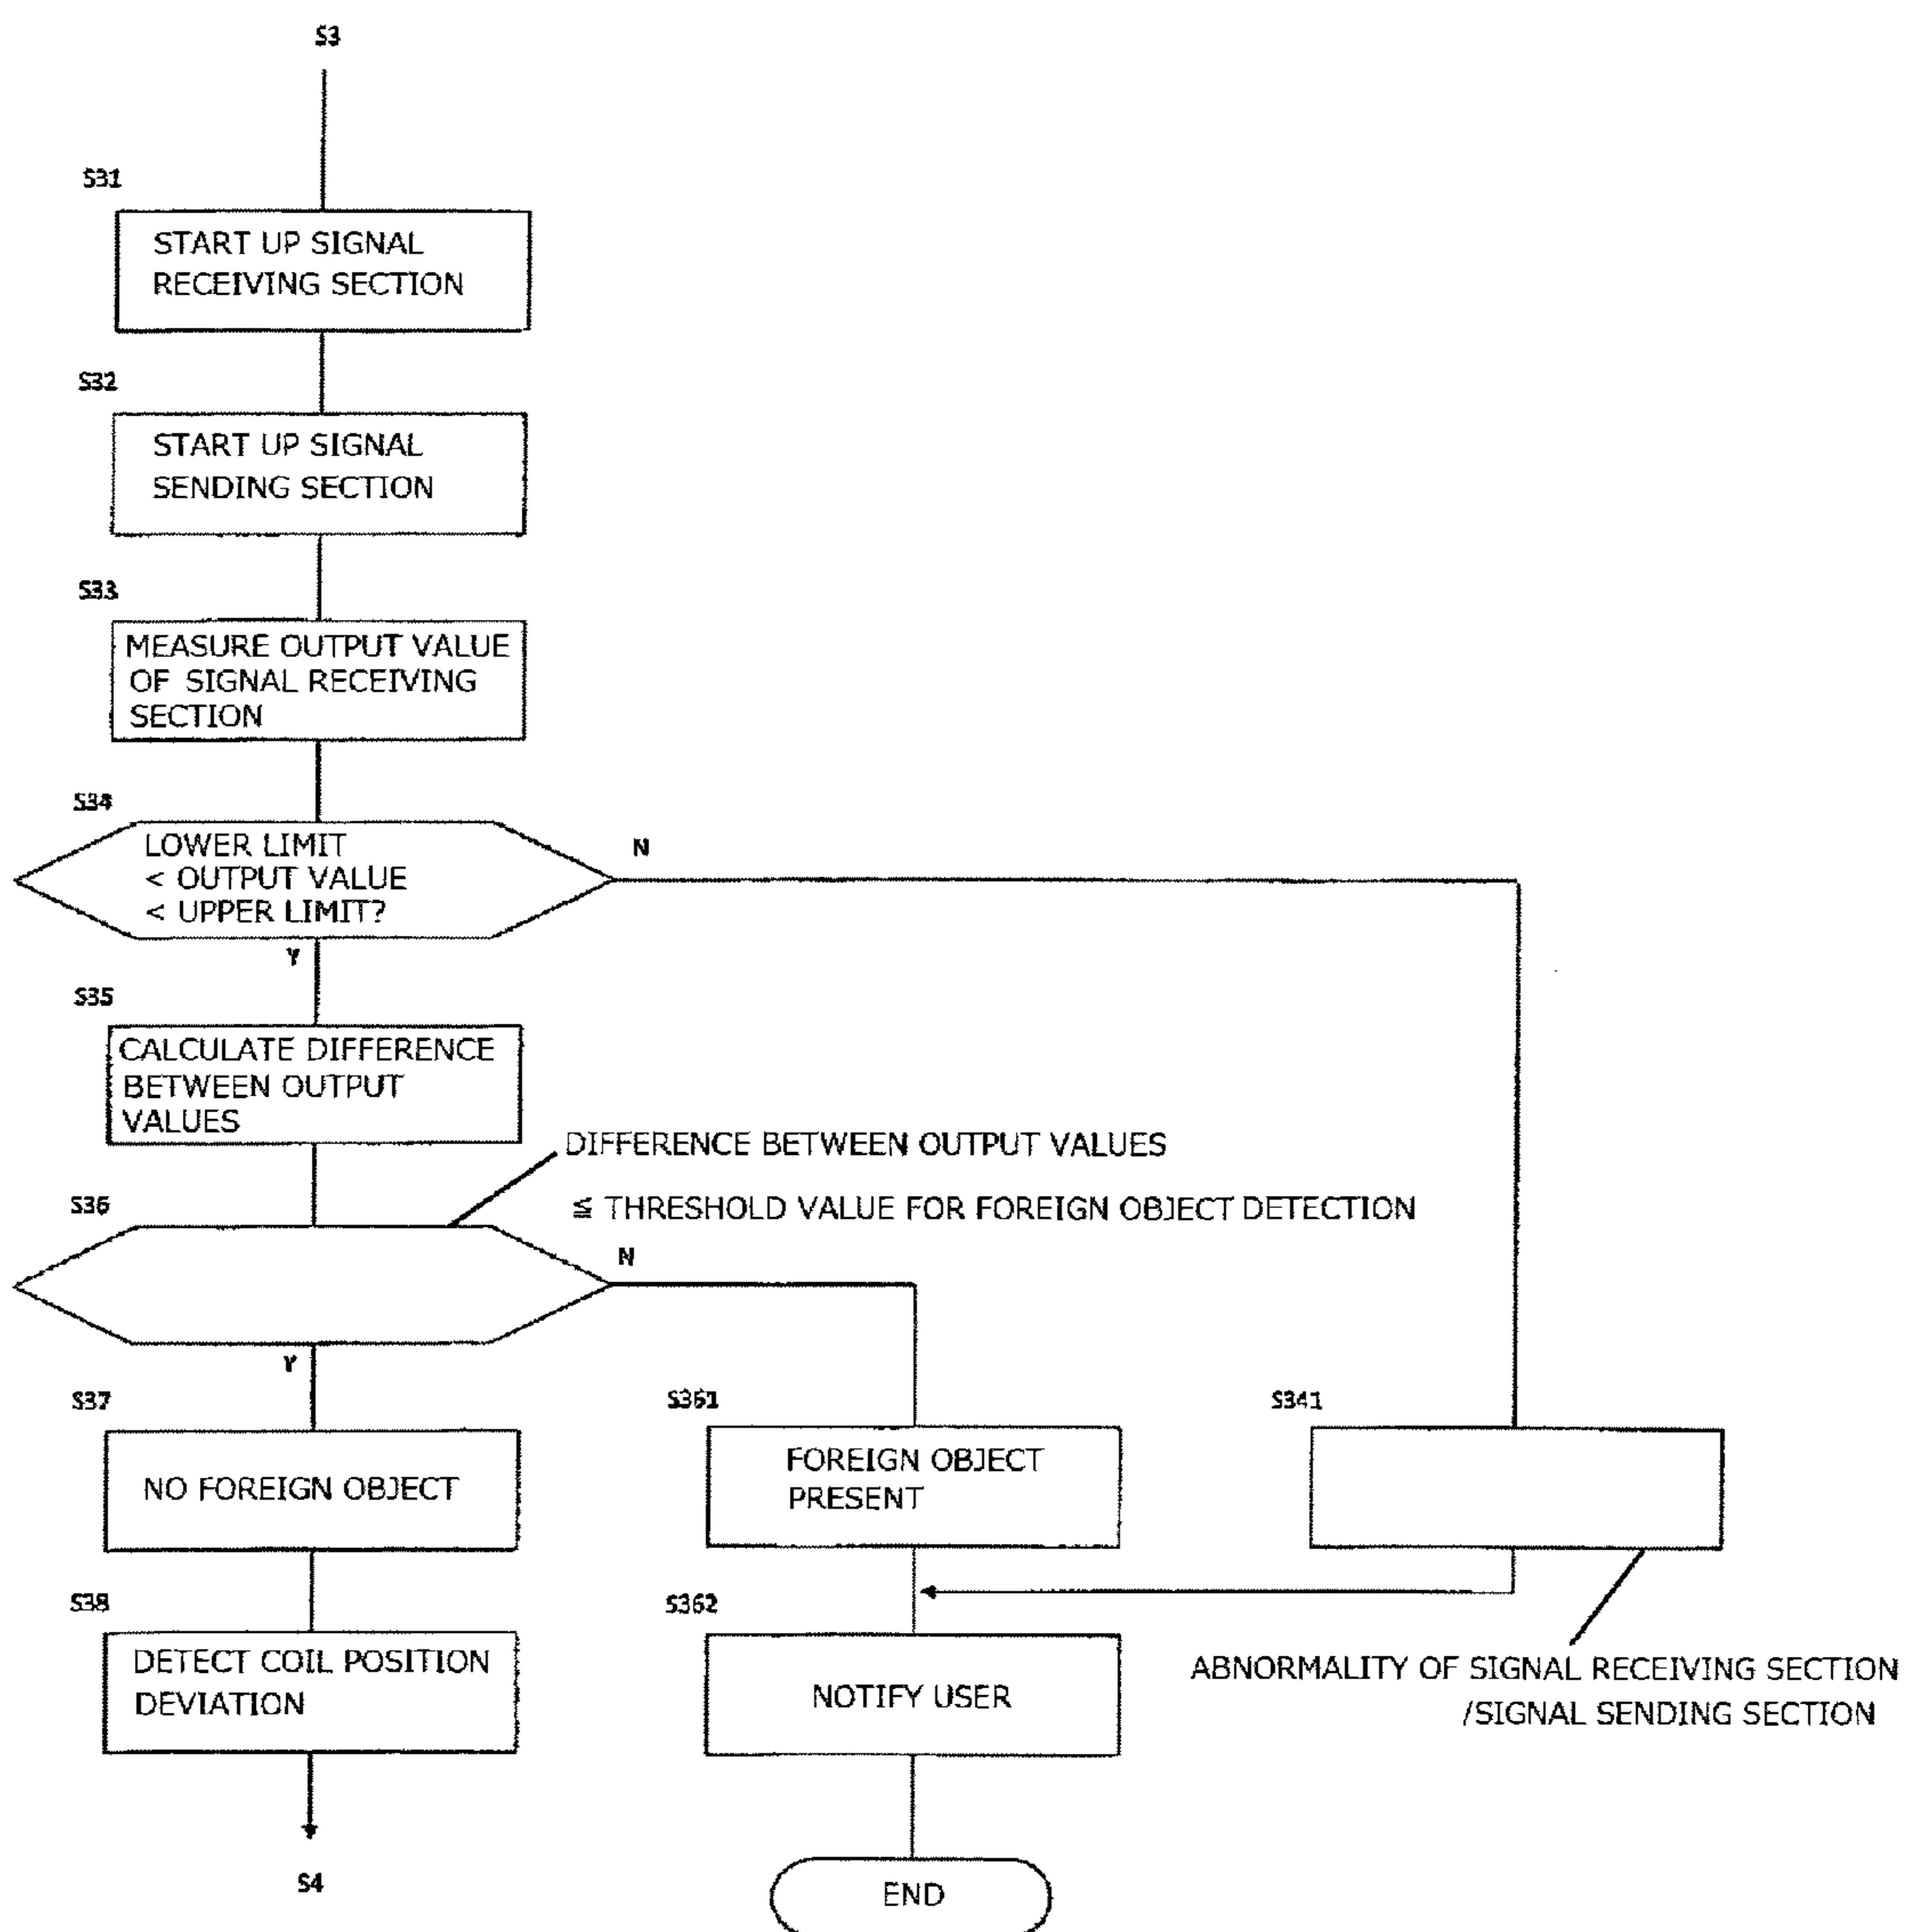 S3
S31
START UP SIGNAL
RECEIVING SECTION
S32
START UP SIGNAL
SENDING SECTION
S33
MEASURE OUTPUT VALUE
OF SIGNAL RECEIVING
SECTION
S34
LOWER LIMIT
< OUTPUT VALUE
< UPPER LIMIT?
N
Y
S35
CALCULATE DIFFERENCE
BETWEEN OUTPUT
VALUES
DIFFERENCE BETWEEN OUTPUT VALUES
≦ THRESHOLD VALUE FOR FOREIGN OBJECT DETECTION
S36
N
Y
S37
NO FOREIGN OBJECT
S361
FOREIGN OBJECT
PRESENT
S341
S38
DETECT COIL POSITION
DEVIATION
S362
NOTIFY USER
ABNORMALITY OF SIGNAL RECEIVING SECTION
/SIGNAL SENDING SECTION
S4
END